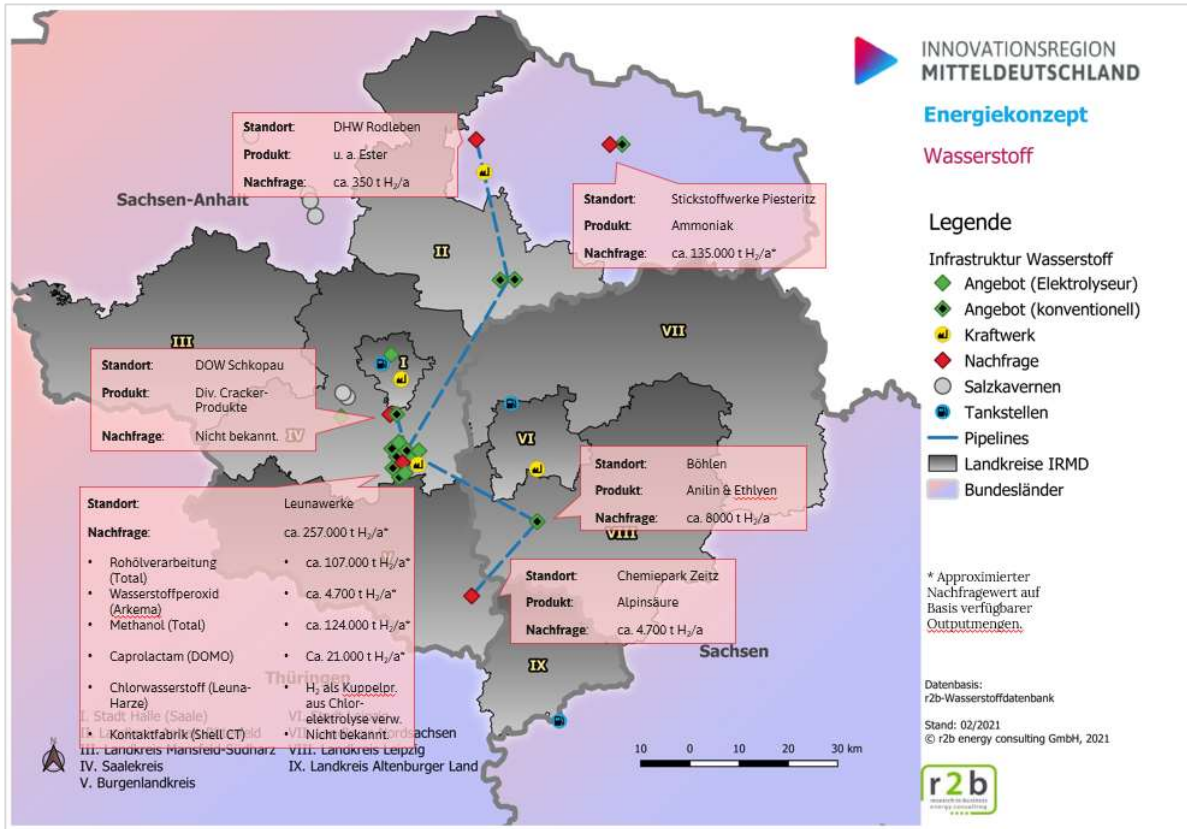 INNOVATIONSREGION
MITTELDEUTSCHLAND
Energiekonzept
Wasserstoff
Standort: DHW Rodleben
Produkt: u. a. Ester
Nachfrage: ca. 350 t H₂/a
Sachsen-Anhalt
Standort: Stickstoffwerke Piesteritz
Produkt: Ammoniak
Nachfrage: ca. 135.000 t H₂/a*
II
III
VII
I
Standort: DOW Schkopau
Produkt: Div. Cracker-
Produkte
Nachfrage: Nicht bekannt.
IV
VI
Standort: Böhlen
Produkt: Anilin & Ethlyen
Nachfrage: ca. 8000 t H₂/a
VIII
Standort: Leunawerke
Nachfrage: ca. 257.000 t H₂/a*
• Rohölverarbeitung • ca. 107.000 t H₂/a*
(Total)
• Wasserstoffperoxid • ca. 4.700 t H₂/a*
(Arkema)
• Methanol (Total) • ca. 124.000 t H₂/a*
• Caprolactam (DOMO) • Ca. 21.000 t H₂/a*
• Chlorwasserstoff (Leuna- • H₂ als Kuppelpr.
Harze) aus Chlor-
elektrolyse verw.
• Kontaktfabrik (Shell CT) • Nicht bekannt
V
Standort: Chemiepark Zeitz
Produkt: Alpinsäure
Nachfrage: ca. 4.700 t H₂/a
Sachsen
Thüringen
IX
I. Stadt Halle (Saale)
III. Landkreis Mansfeld-Südharz
IV. Saalekreis
V. Burgenlandkreis
VIII. Landkreis Leipzig
IX. Landkreis Altenburger Land
N
10 0 10 20 30 km
Legende
Infrastruktur Wasserstoff
Angebot (Elektrolyseur)
Angebot (konventionell)
Kraftwerk
Nachfrage
Salzkavernen
Tankstellen
Pipelines
Landkreise IRMD
Bundesländer
* Approximierter
Nachfragewert auf
Basis verfügbarer
Outputmengen.
Datenbasis:
r2b-Wasserstoffdatenbank
Stand: 02/2021
© r2b energy consulting GmbH, 2021
r2b
research to business
energy consulting